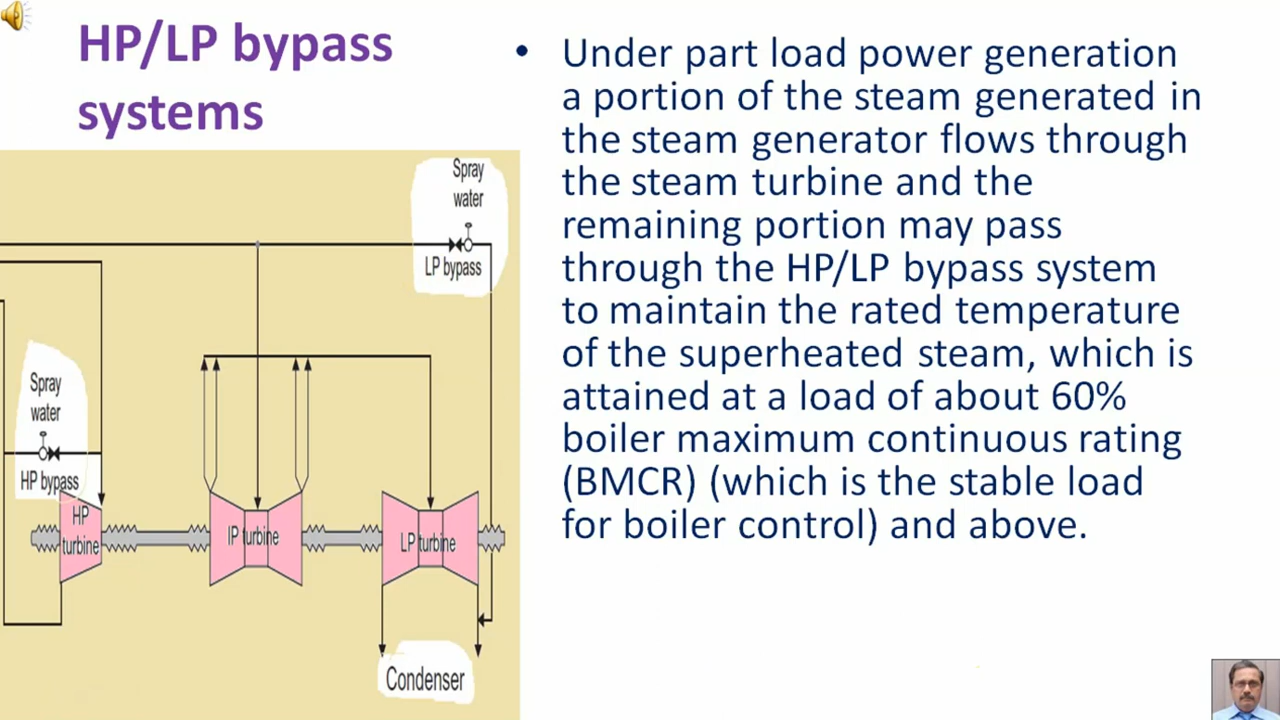 HP/LP bypass
systems
• Under part load power generation
a portion of the steam generated in
the steam generator flows through
the steam turbine and the
remaining portion may pass
through the HP/LP bypass system
to maintain the rated temperature
of the superheated steam, which is
attained at a load of about 60%
boiler maximum continuous rating
(BMCR) (which is the stable load
for boiler control) and above.
Spray
water
LP bypass
Spray
water
HP bypass
HP
turbine
IP turbine
LP turbine
Condenser